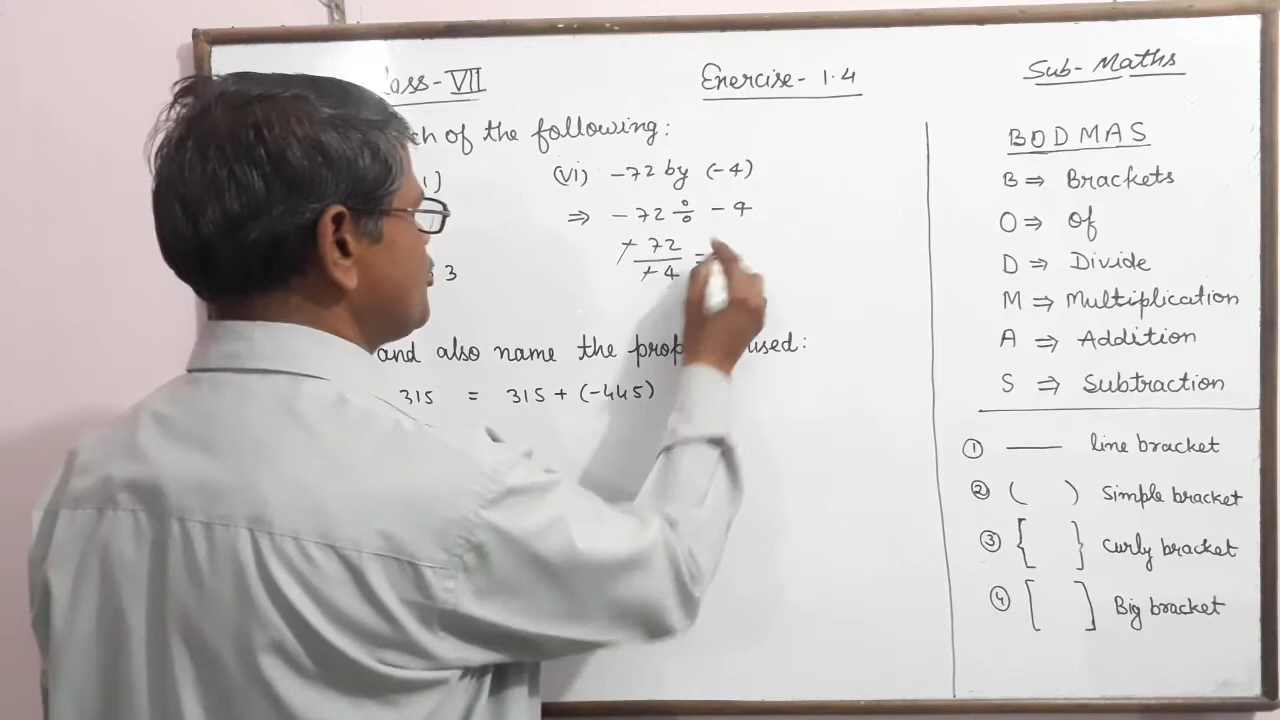 Class-VII
Exercise- 1.4
Sub- Maths
of the following:
(vi) -72 by (-4)
⇒ -72 ÷ -4
-72
-4
=
3
and also name the used:
315 = 315 + (-445)
BODMAS
B ⇒ Brackets
O ⇒ Of
D ⇒ Divide
M ⇒ Multiplication
A ⇒ Addition
S ⇒ Subtraction
① — line bracket
② ( ) Simple bracket
③ { } Curly bracket
④ [ ] Big bracket